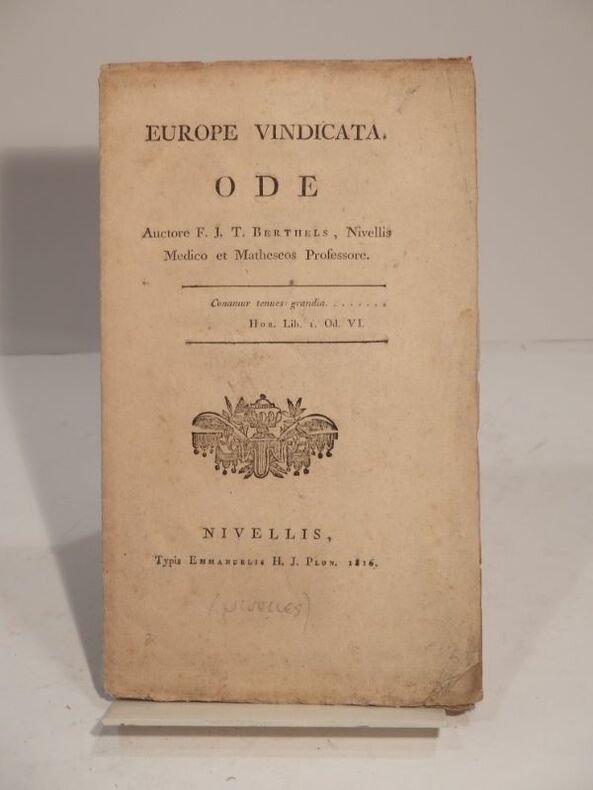 EUROPE VINDICATA.
ODE
Auctore F. J. T. BERTHELS, Nivellis
Medico et Matheseos Professore.
Conamur tenues grandia. . . . . . . .
HOR. Lib. 1. Od. VI.
NIVELLIS,
Typis EMMANUELIS H. J. PLON. 1816.
(NIVELLES)